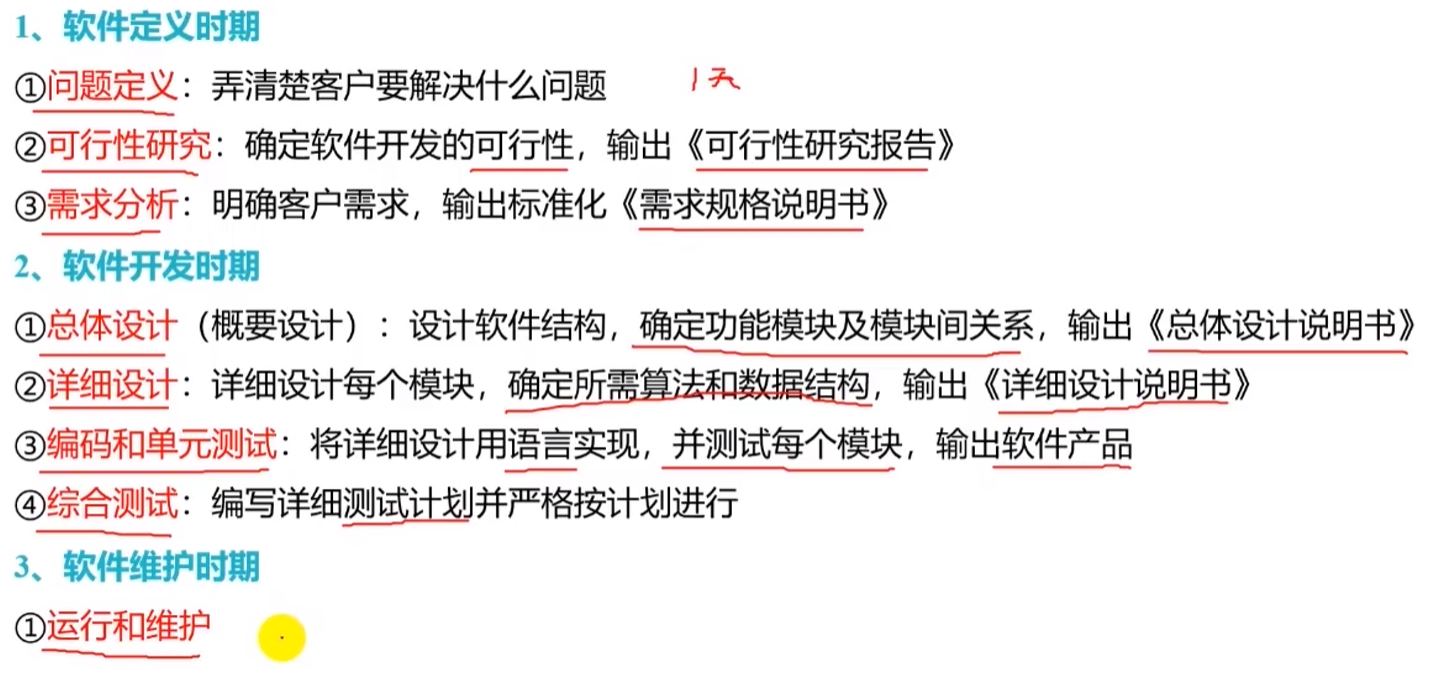 1、软件定义时期
①问题定义：弄清楚客户要解决什么问题 1天
②可行性研究：确定软件开发的可行性，输出《可行性研究报告》
③需求分析：明确客户需求，输出标准化《需求规格说明书》
2、软件开发时期
①总体设计（概要设计）：设计软件结构，确定功能模块及模块间关系，输出《总体设计说明书》
②详细设计：详细设计每个模块，确定所需算法和数据结构，输出《详细设计说明书》
③编码和单元测试：将详细设计用语言实现，并测试每个模块，输出软件产品
④综合测试：编写详细测试计划并严格按计划进行
3、软件维护时期
①运行和维护